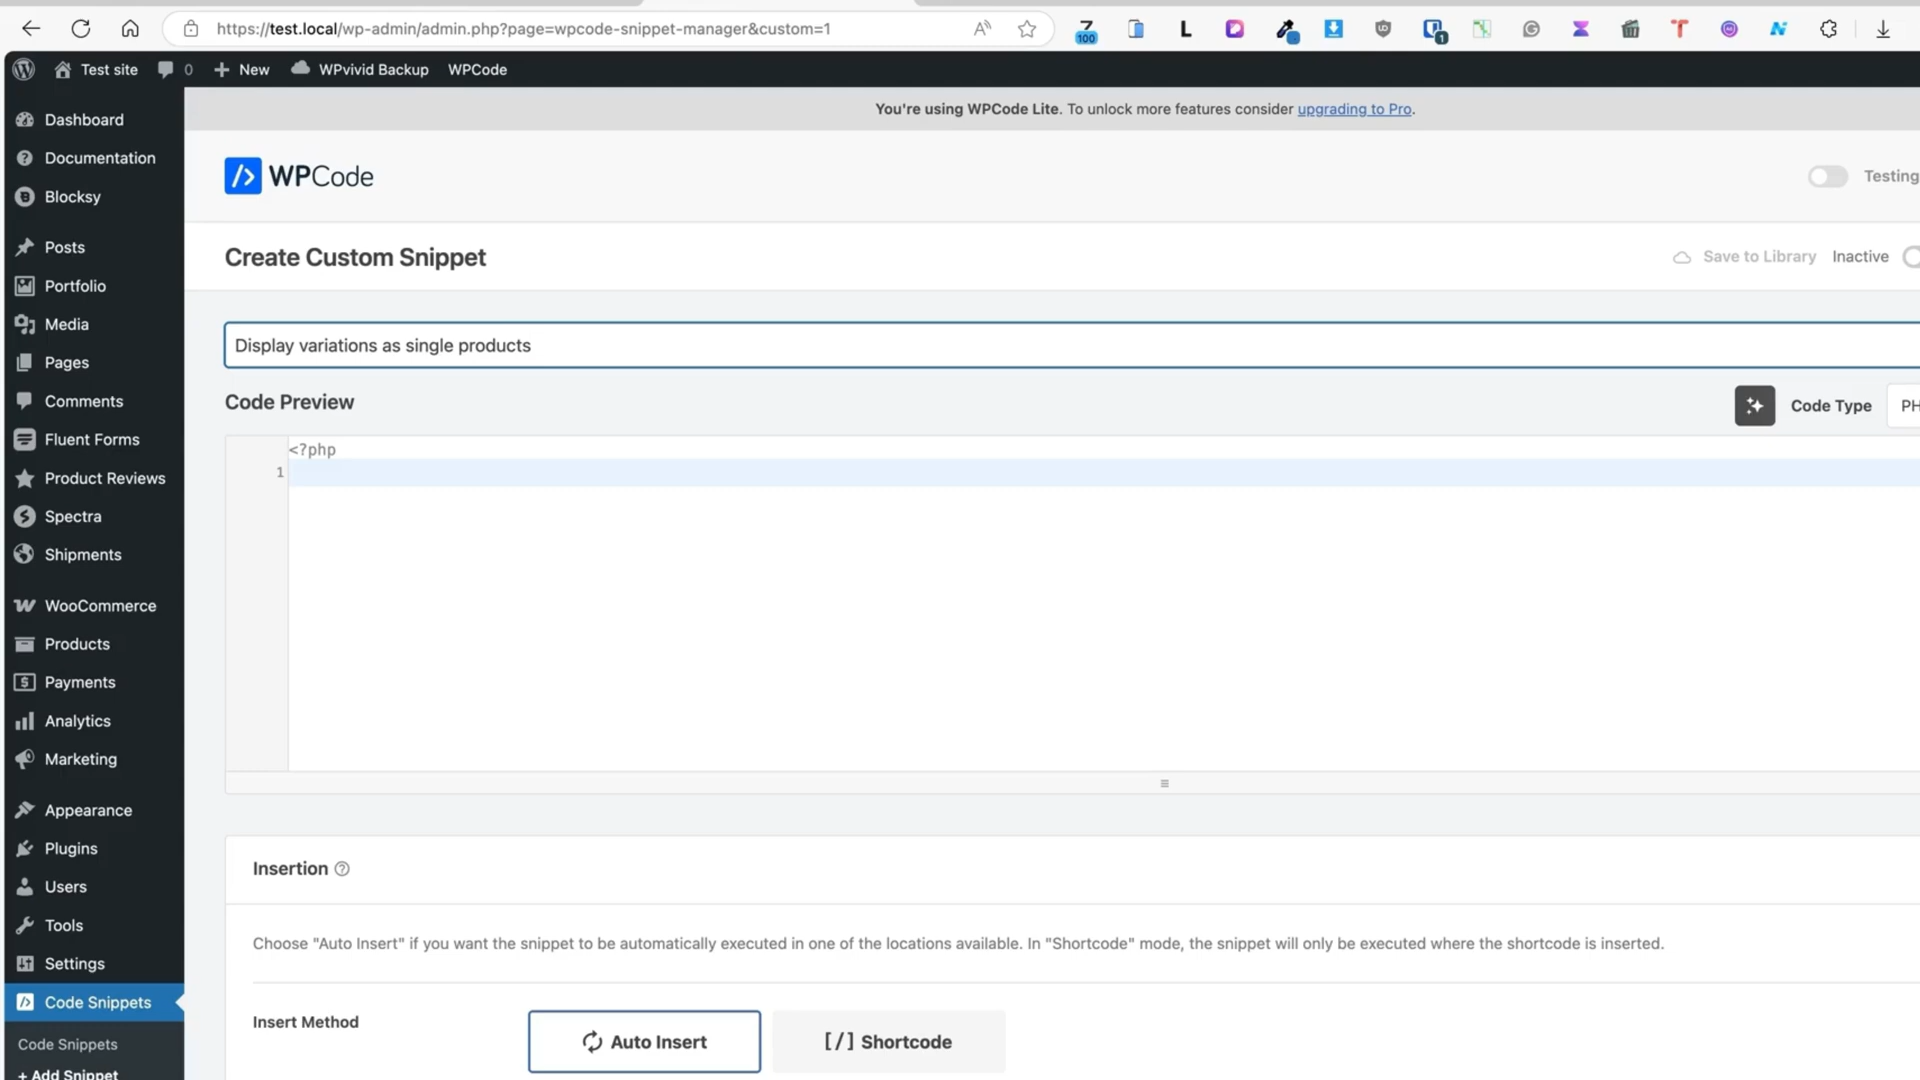 https://test.local/wp-admin/admin.php?page=wpcode-snippet-manager&custom=1
100
1
Test site
0
New
WPvivid Backup
WPCode
Dashboard
Documentation
Blocksy
Posts
Portfolio
Media
Pages
Comments
Fluent Forms
Product Reviews
Spectra
Shipments
WooCommerce
Products
Payments
Analytics
Marketing
Appearance
Plugins
Users
Tools
Settings
Code Snippets
Code Snippets
+ Add Snippet
You're using WPCode Lite. To unlock more features consider upgrading to Pro.
WPCode
Testing
Create Custom Snippet
Save to Library
Inactive
Display variations as single products
Code Preview
Code Type
PH
<?php
1
Insertion
Choose "Auto Insert" if you want the snippet to be automatically executed in one of the locations available. In "Shortcode" mode, the snippet will only be executed where the shortcode is inserted.
Insert Method
Auto Insert
[/] Shortcode